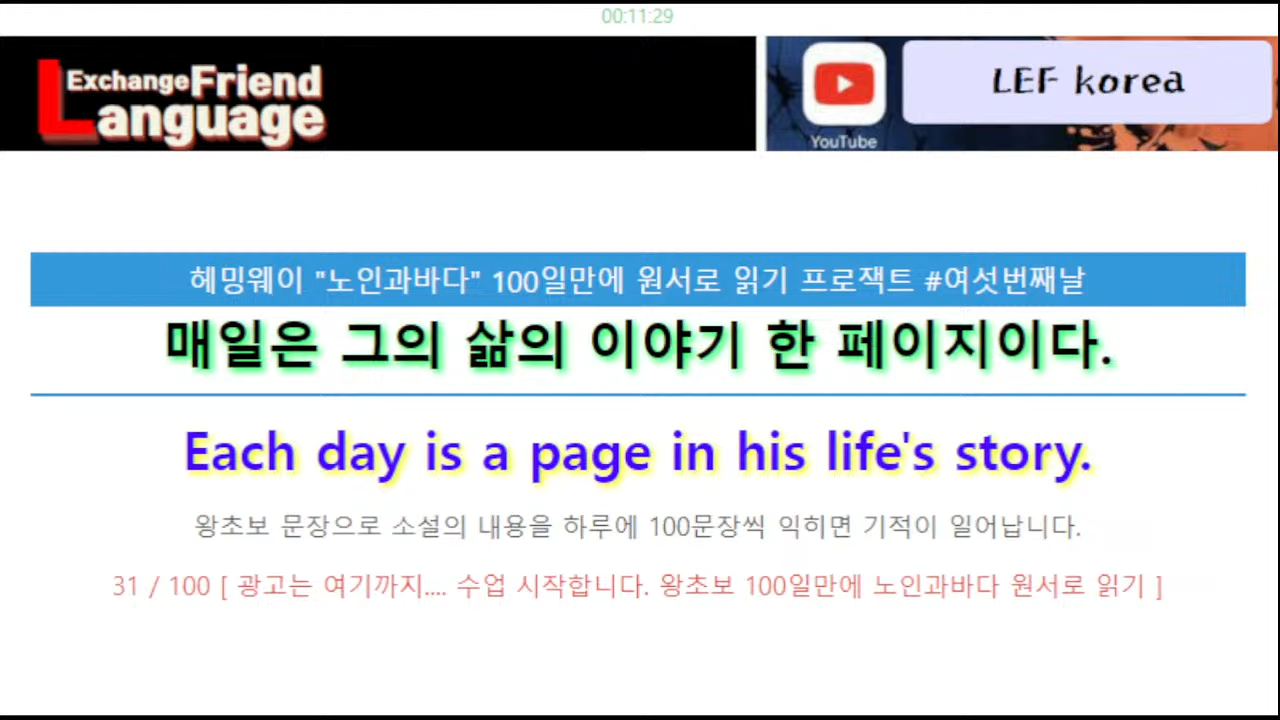 00:11:29
ExchangeFriend
Language
LEF korea
YouTube
헤밍웨이 "노인과바다" 100일만에 원서로 읽기 프로잭트 #여섯번째날
매일은 그의 삶의 이야기 한 페이지이다.
Each day is a page in his life's story.
왕초보 문장으로 소설의 내용을 하루에 100문장씩 익히면 기적이 일어납니다.
31 / 100 [ 광고는 여기까지.... 수업 시작합니다. 왕초보 100일만에 노인과바다 원서로 읽기 ]